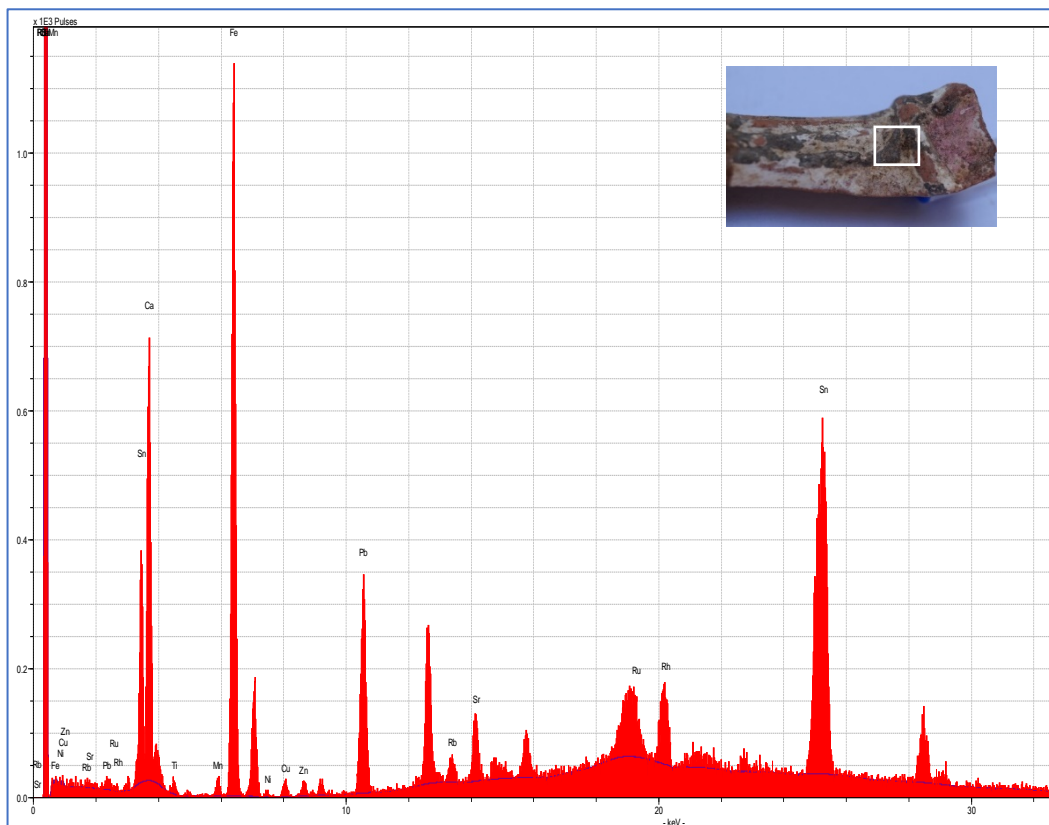 x 1E3 Pulses
Mn
Fe
1.0
Ca
0.8
Sn
Sn
0.6
Pb
0.4
Ru
Rh
Sr
0.2
Zn
Cu
Ru
Sr
Rb
Ni
Rb
Fe
Rb
Pb
Rh
Ti
Mn
Ni
Cu
Zn
Sr
0.0
0
10
20
30
- keV -